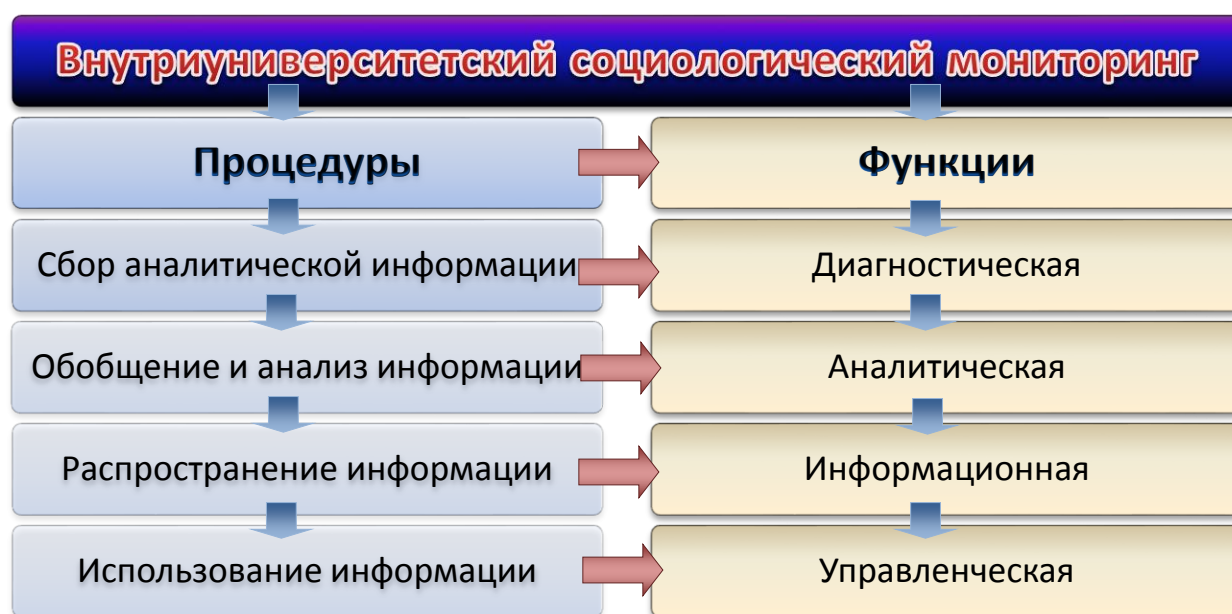 Внутриуниверситетский социологический мониторинг
Процедуры
Функции
Сбор аналитической информации
Диагностическая
Обобщение и анализ информации
Аналитическая
Распространение информации
Информационная
Использование информации
Управленческая